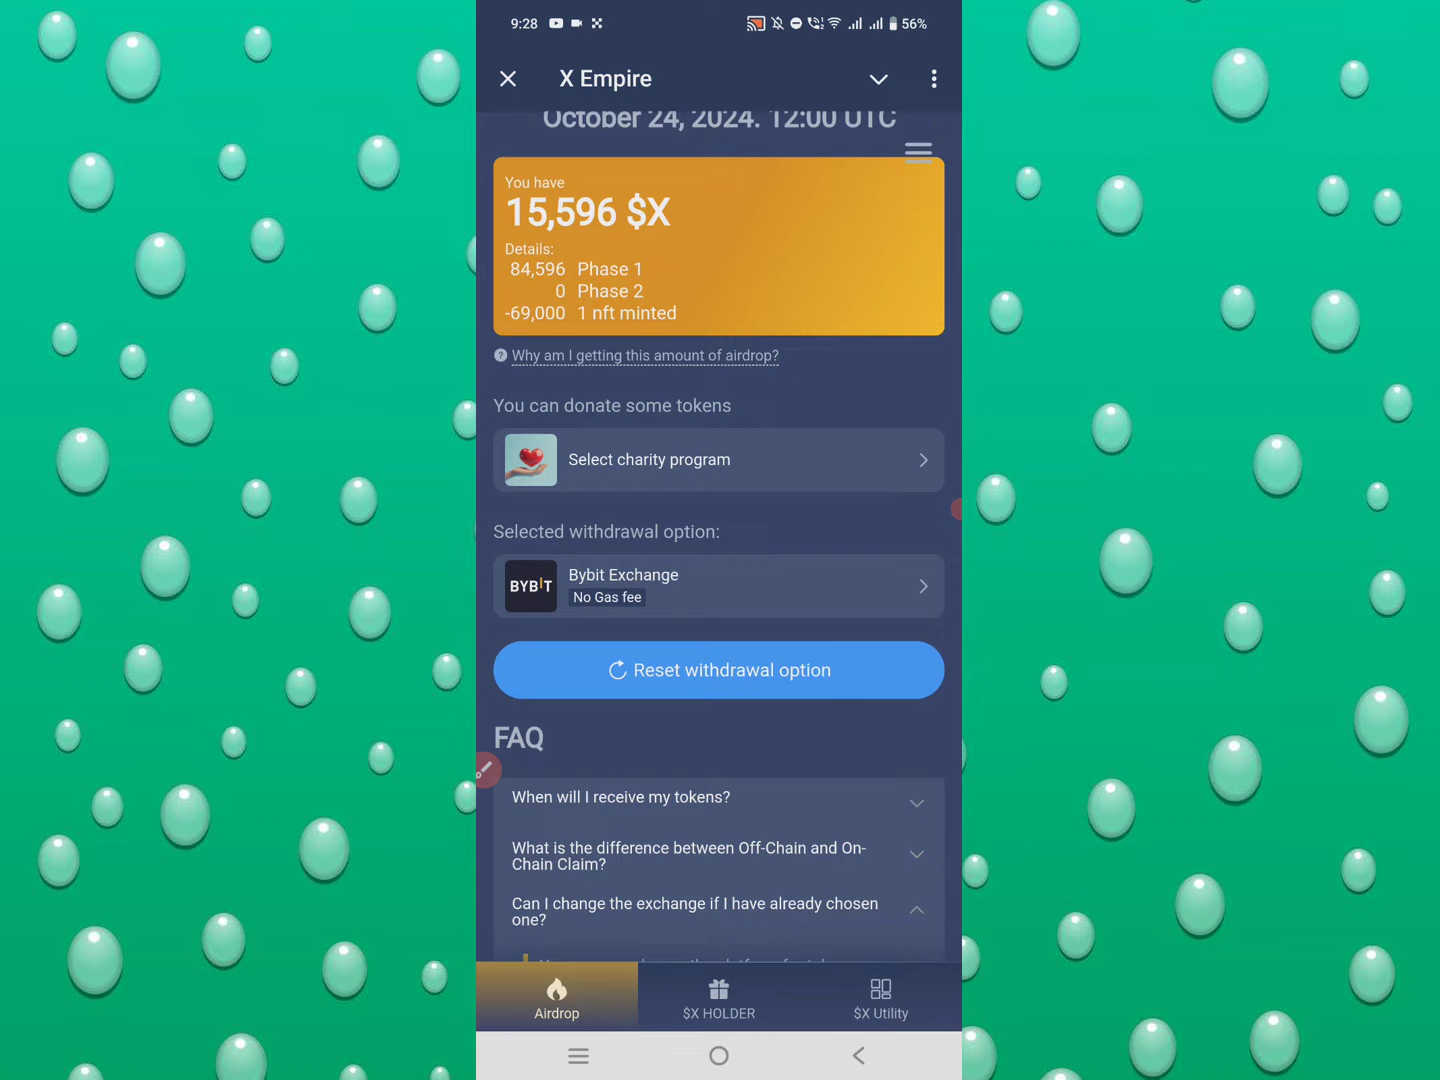 9:28
56%
X Empire
October 24, 2024. 12:00 UTC
You have
15,596 $X
Details:
84,596 Phase 1
0 Phase 2
-69,000 1 nft minted
? Why am I getting this amount of airdrop?
You can donate some tokens
Select charity program
Selected withdrawal option:
BYBIT
Bybit Exchange
No Gas fee
Reset withdrawal option
FAQ
When will I receive my tokens?
What is the difference between Off-Chain and On-
Chain Claim?
Can I change the exchange if I have already chosen
one?
Airdrop
$X HOLDER
$X Utility